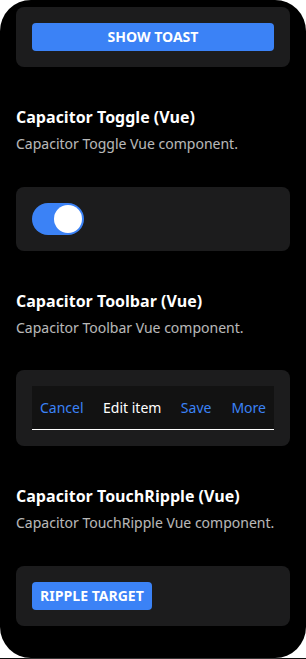 SHOW TOAST
Capacitor Toggle (Vue)
Capacitor Toggle Vue component.
Capacitor Toolbar (Vue)
Capacitor Toolbar Vue component.
Cancel Edit item Save More
Capacitor TouchRipple (Vue)
Capacitor TouchRipple Vue component.
RIPPLE TARGET